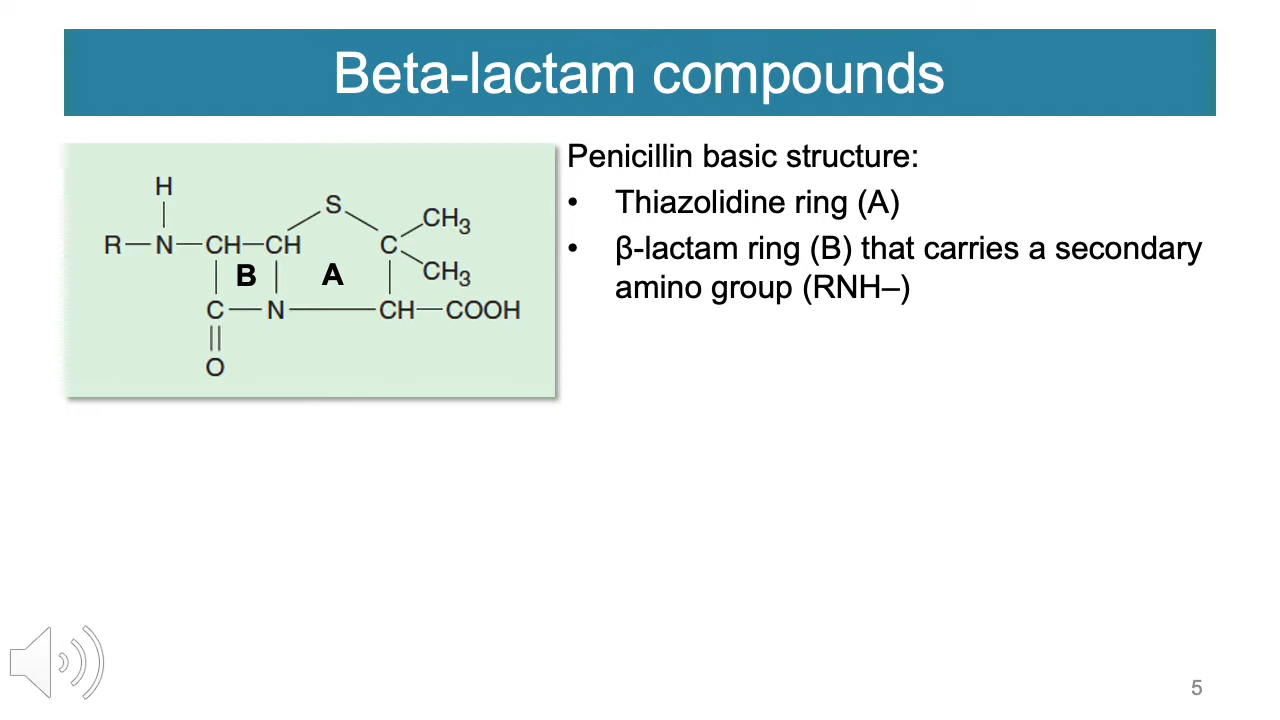 Beta-lactam compounds
Penicillin basic structure:
• Thiazolidine ring (A)
• β-lactam ring (B) that carries a secondary
amino group (RNH–)
H
S
CH3
R—N—CH—CH
C
B
A
CH3
C—N—CH—COOH
O
5